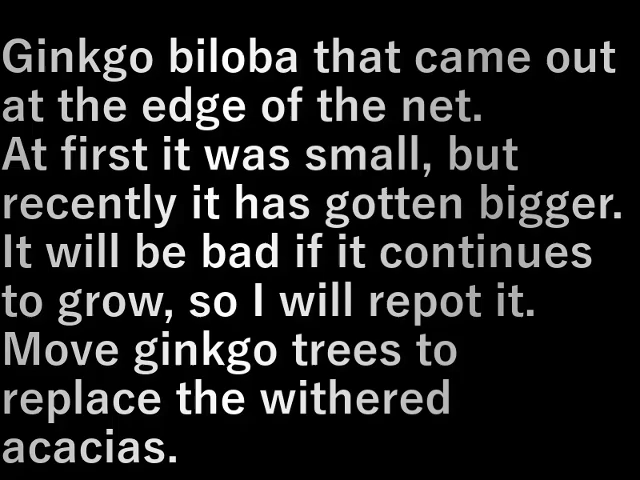 Ginkgo biloba that came out
at the edge of the net.
At first it was small, but
recently it has gotten bigger.
It will be bad if it continues
to grow, so I will repot it.
Move ginkgo trees to
replace the withered
acacias.